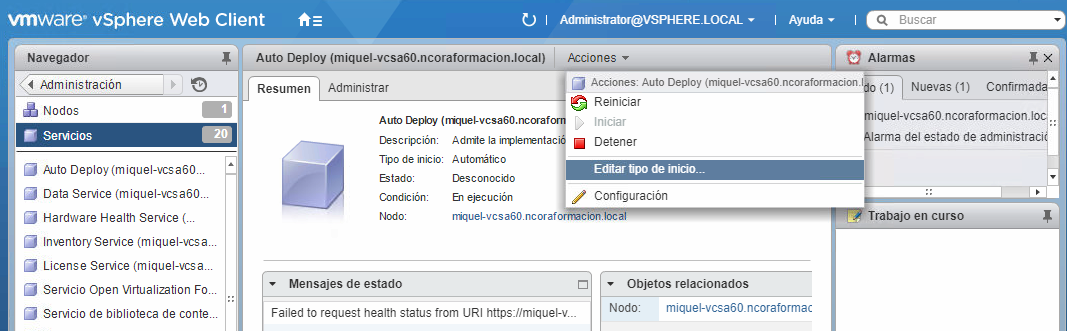 vmware® vSphere Web Client
Administrator@VSPHERE.LOCAL
Ayuda
Buscar
Navegador
Administración
Nodos 1
Servicios 20
Auto Deploy (miquel-vcsa60...
Data Service (miquel-vcsa60...
Hardware Health Service (...
Inventory Service (miquel-vcsa...
License Service (miquel-vcsa...
Servicio Open Virtualization Fo...
Servicio de biblioteca de conte...
Auto Deploy (miquel-vcsa60.ncoraformacion.local)
Acciones
Resumen
Administrar
Auto Deploy (miquel-vcsa60.ncoraform
Descripción: Admite la implementación
Tipo de inicio: Automático
Estado: Desconocido
Condición: En ejecución
Nodo: miquel-vcsa60.ncoraformacion.local
Acciones: Auto Deploy (miquel-vcsa60.ncoraformacion.l
Reiniciar
Iniciar
Detener
Editar tipo de inicio...
Configuración
Mensajes de estado
Failed to request health status from URI https://miquel-v...
Objetos relacionados
Nodo: miquel-vcsa60.ncoraformac
Alarmas
do (1)
Nuevas (1)
Confirmada
miquel-vcsa60.ncoraformacion.loc
Alarma del estado de administració
Trabajo en curso